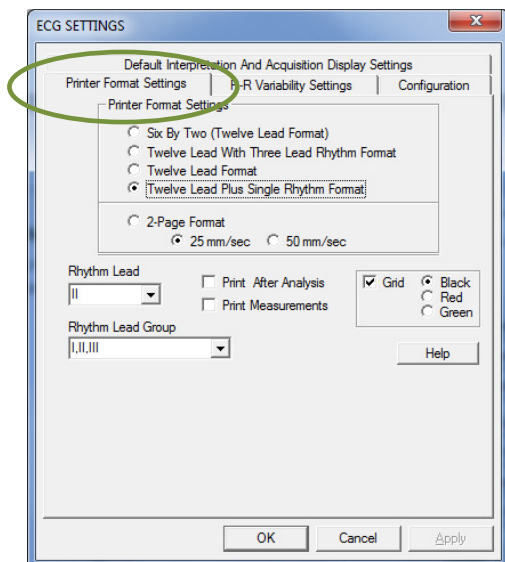 ECG SETTINGS
x
Default Interpretation And Acquisition Display Settings
Printer Format Settings
R-R Variability Settings
Configuration
Printer Format Settings
Six By Two (Twelve Lead Format)
Twelve Lead With Three Lead Rhythm Format
Twelve Lead Format
Twelve Lead Plus Single Rhythm Format
2-Page Format
25 mm/sec 50 mm/sec
Rhythm Lead
II
Print After Analysis
Print Measurements
Grid
Black
Red
Green
Rhythm Lead Group
I,II,III
Help
OK Cancel Apply